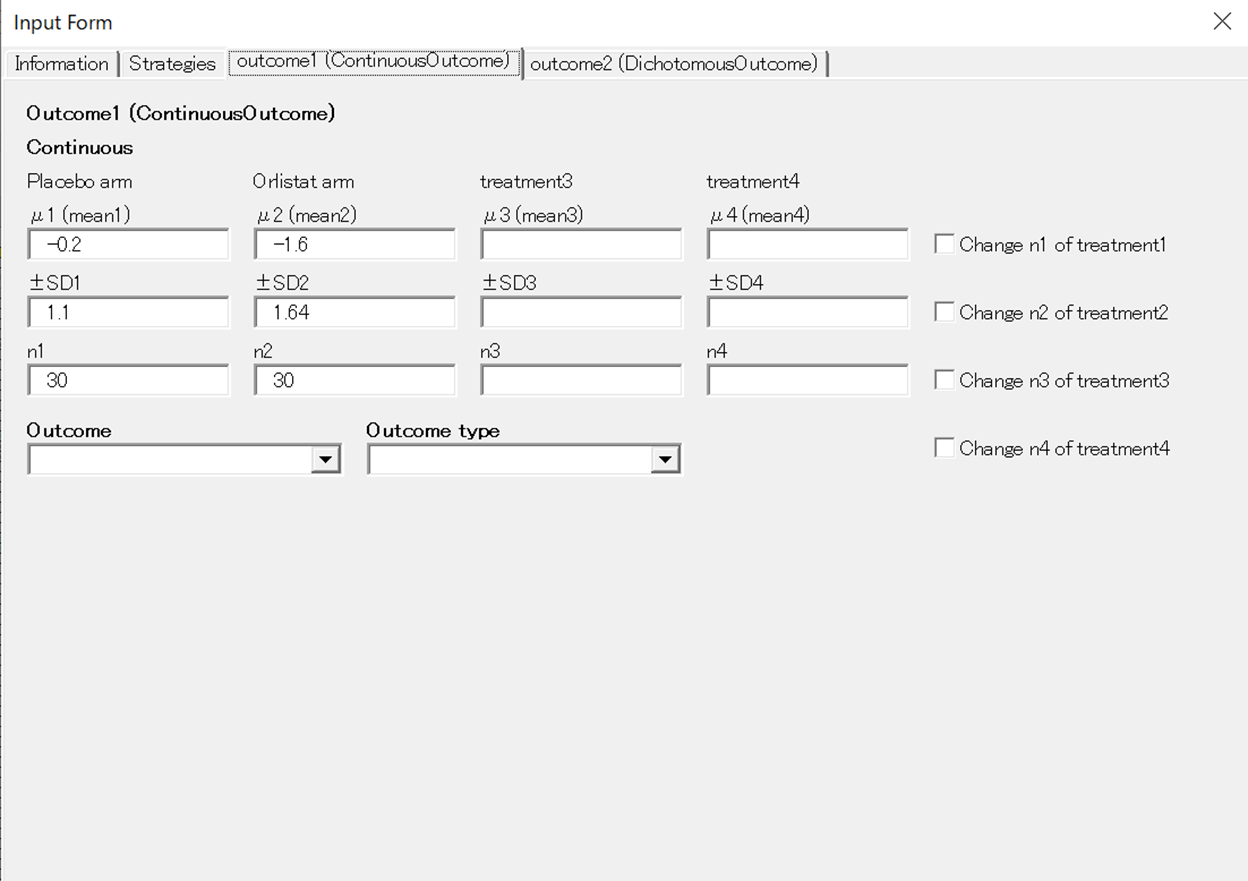 Input Form
Information Strategies outcome1 (ContinuousOutcome) outcome2 (DichotomousOutcome)
Outcome1 (ContinuousOutcome)
Continuous
Placebo arm Orlistat arm treatment3 treatment4
μ1 (mean1) μ2 (mean2) μ3 (mean3) μ4 (mean4)
-0.2 -1.6 Change n1 of treatment1
±SD1 ±SD2 ±SD3 ±SD4
1.1 1.64 Change n2 of treatment2
n1 n2 n3 n4
30 30 Change n3 of treatment3
Outcome Outcome type
Change n4 of treatment4